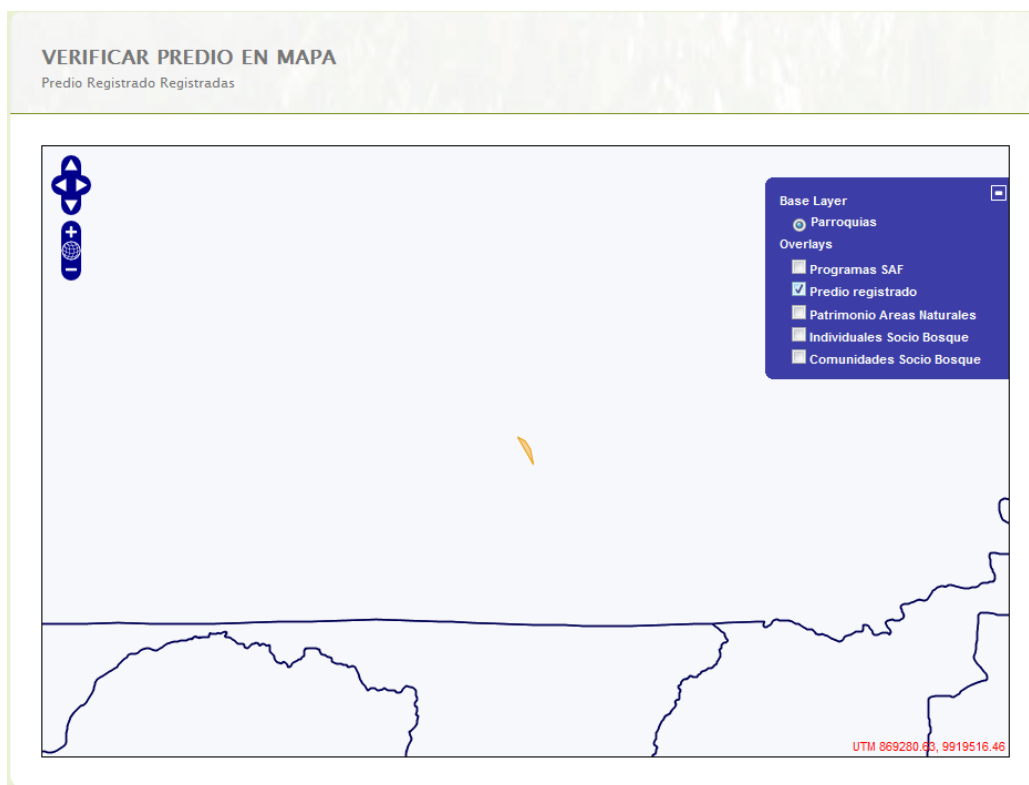 VERIFICAR PREDIO EN MAPA
Predio Registrado Registradas
Base Layer
Parroquias
Overlays
Programas SAF
Predio registrado
Patrimonio Areas Naturales
Individuales Socio Bosque
Comunidades Socio Bosque
UTM 869280.63, 9919516.46